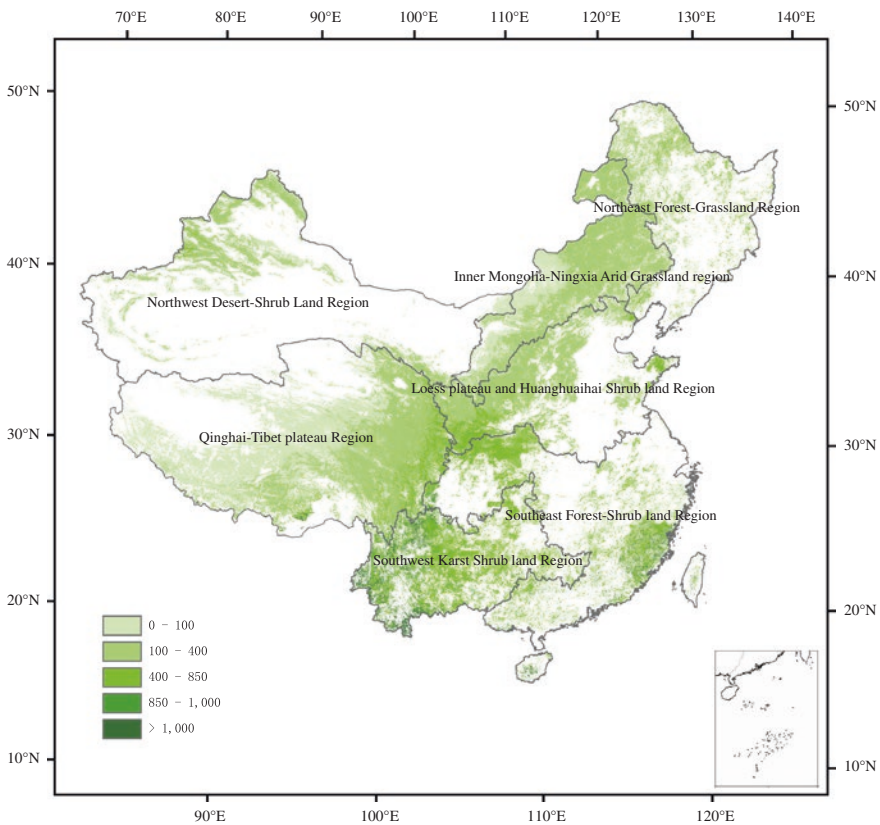 70°E 80°E 90°E 100°E 110°E 120°E 130°E 140°E
50°N 50°N
Northeast Forest-Grassland Region
40°N 40°N
Inner Mongolia-Ningxia Arid Grassland region
Northwest Desert-Shrub Land Region
Loess plateau and Huanghuaihai Shrub land Region
30°N 30°N
Qinghai-Tibet plateau Region
Southeast Forest-Shrub land Region
Southwest Karst Shrub land Region
20°N 20°N
0 - 100
100 - 400
400 - 850
850 - 1,000
> 1,000
10°N 10°N
90°E 100°E 110°E 120°E